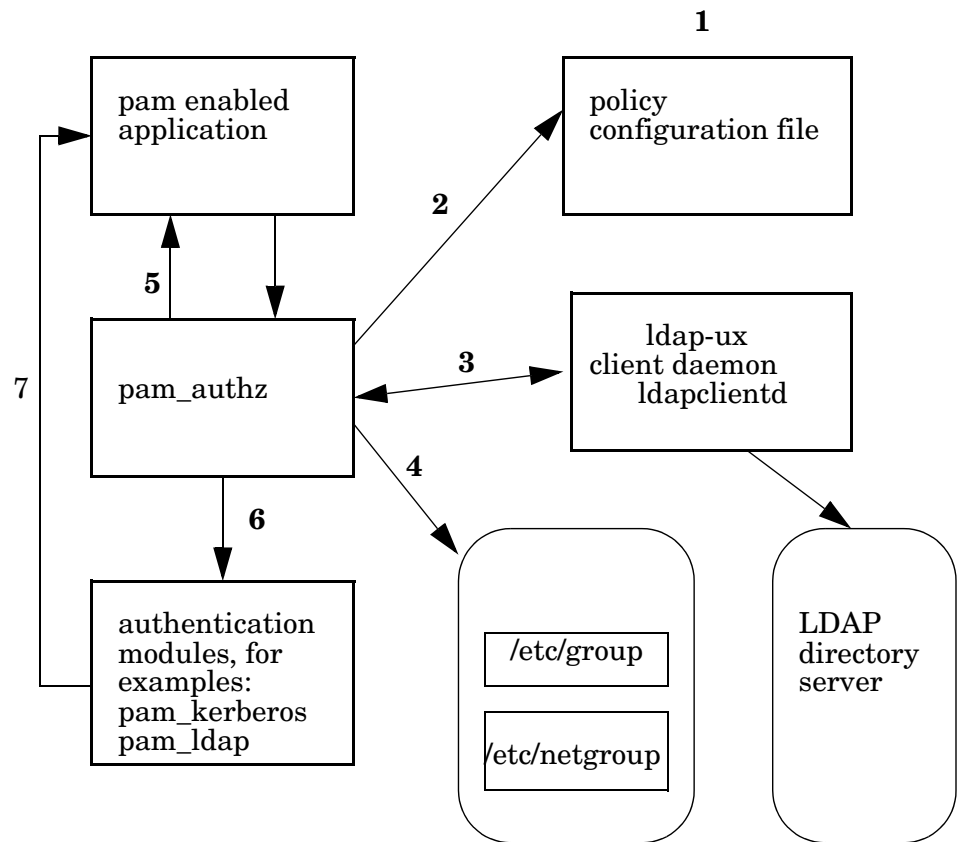 1
pam enabled
application
policy
configuration file
2
5
ldap-ux
client daemon
ldapclientd
3
7
pam_authz
4
6
authentication
modules, for
examples:
pam_kerberos
pam_ldap
/etc/group
/etc/netgroup
LDAP
directory
server